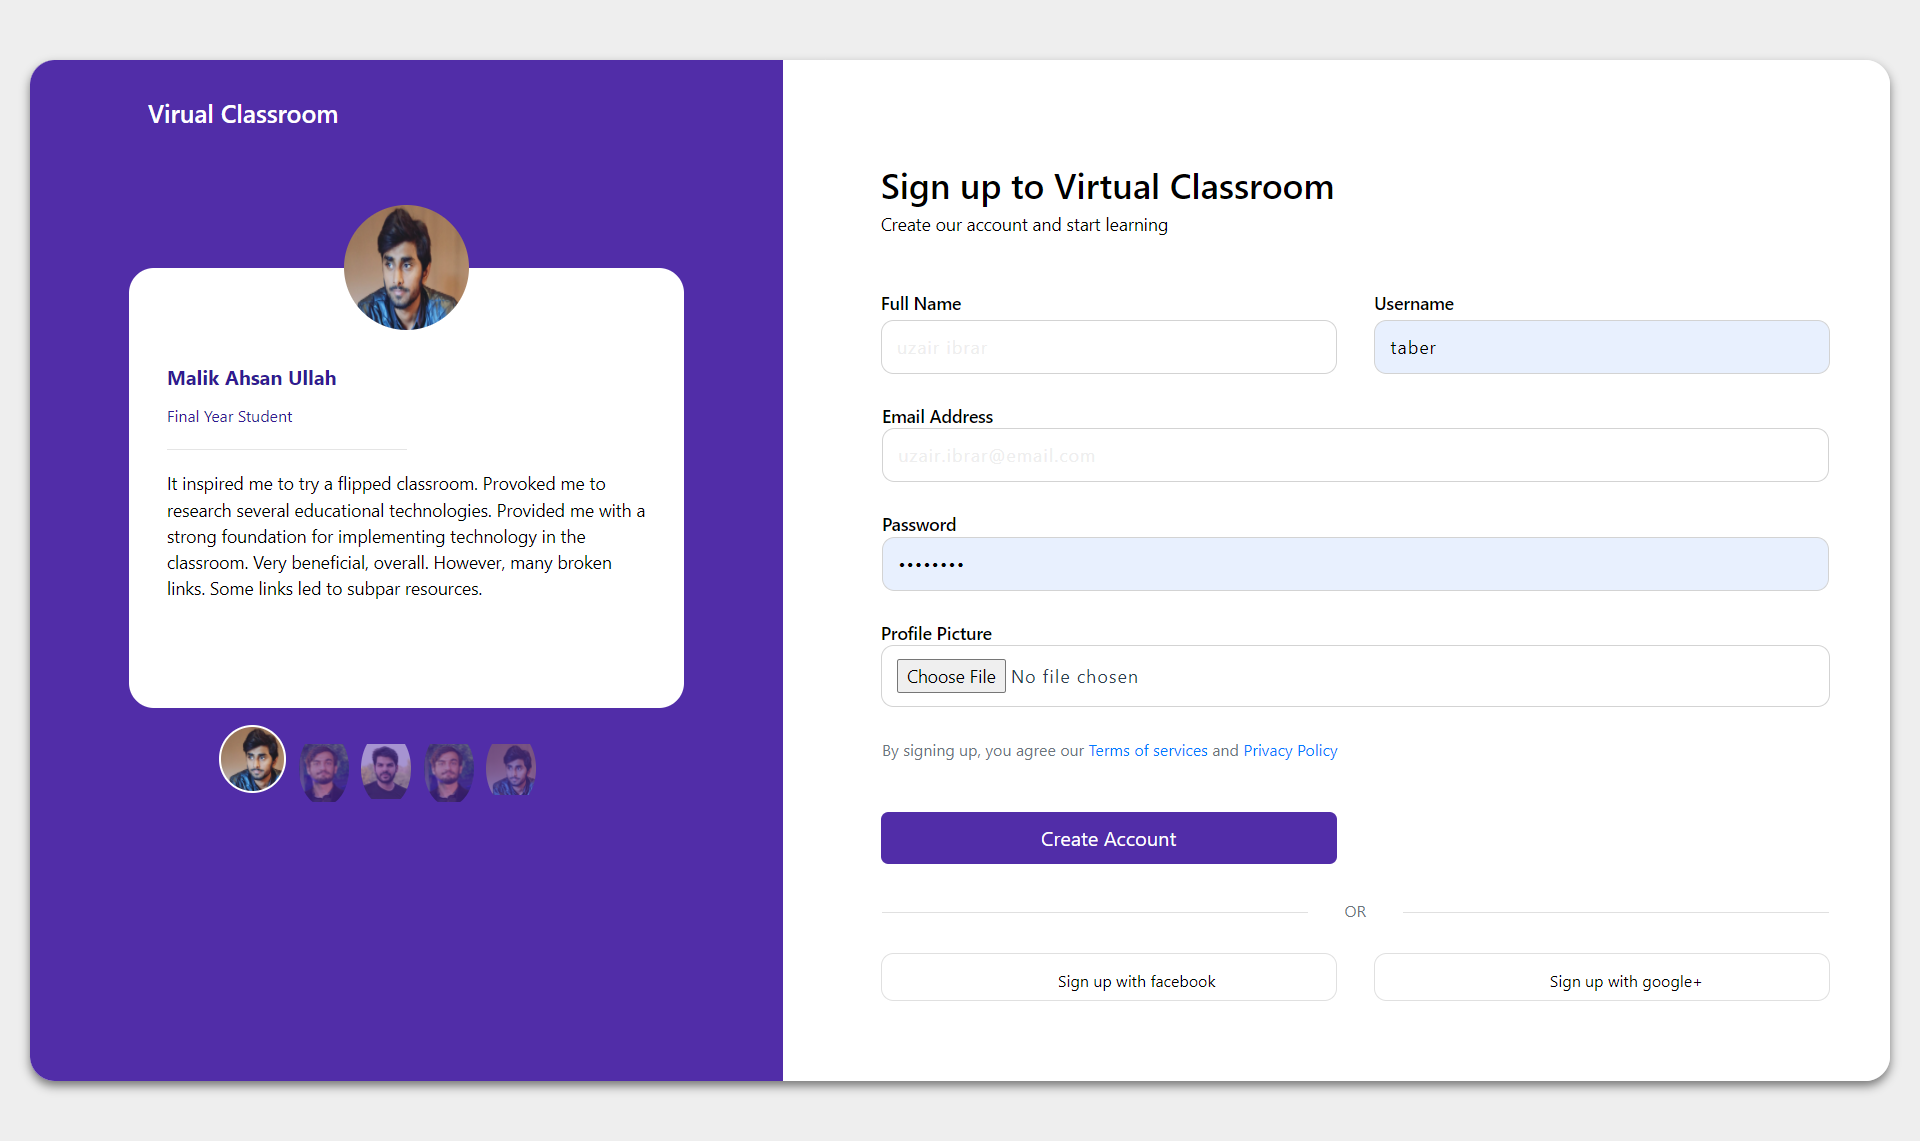 Virual Classroom
Malik Ahsan Ullah
Final Year Student
It inspired me to try a flipped classroom. Provoked me to
research several educational technologies. Provided me with a
strong foundation for implementing technology in the
classroom. Very beneficial, overall. However, many broken
links. Some links led to subpar resources.
Sign up to Virtual Classroom
Create our account and start learning
Full Name
uzair ibrar
Username
taber
Email Address
uzair.ibrar@email.com
Password
••••••••
Profile Picture
Choose File No file chosen
By signing up, you agree our Terms of services and Privacy Policy
Create Account
OR
Sign up with facebook
Sign up with google+